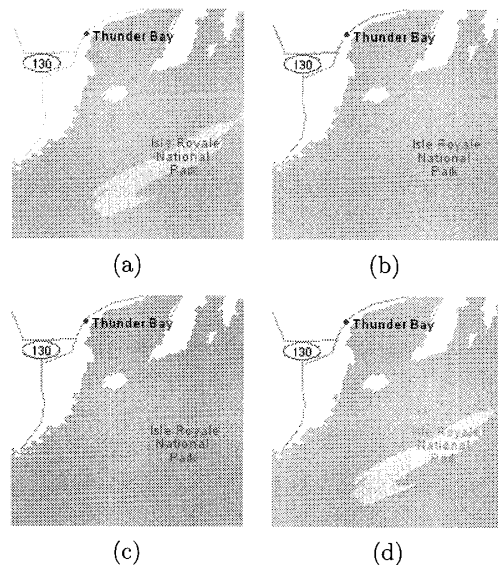 Thunder Bay
130
Isle Royale
National
Park
(a)
Thunder Bay
130
Isle Royale
National
Park
(b)
Thunder Bay
130
Isle Royale
National
Park
(c)
Thunder Bay
130
Isle Royale
National
Park
(d)